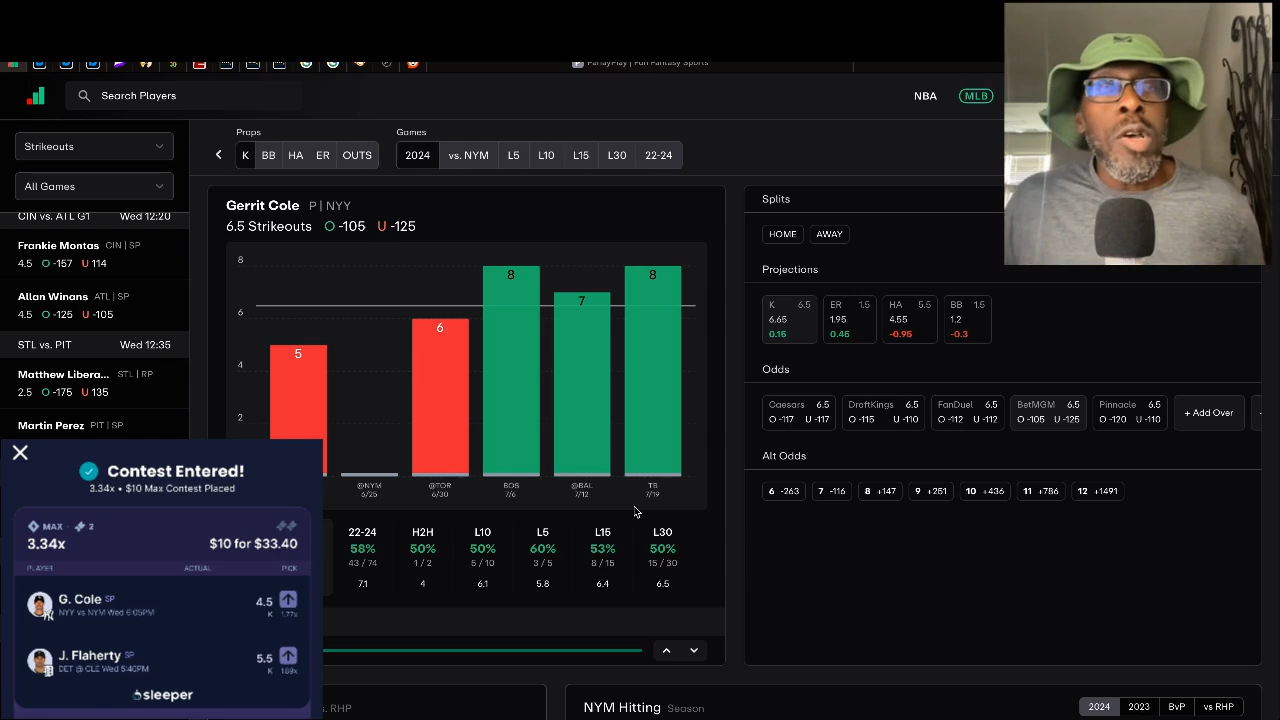 ParlayPlay | Fun Fantasy Sports
Search Players
NBA
MLB
Strikeouts
All Games
CIN vs. ATL G1 Wed 12:20
Frankie Montas CIN | SP
4.5 O -157 U 114
Allan Winans ATL | SP
4.5 O -125 U -105
STL vs. PIT Wed 12:35
Matthew Libera... STL | RP
2.5 O -175 U 135
Martin Perez PIT | SP
Props
K BB HA ER OUTS
Games
2024 vs. NYM L5 L10 L15 L30 22-24
Gerrit Cole P | NYY
6.5 Strikeouts O -105 U -125
8
6
4
2
5
6
8
7
8
@NYM
6/25
@TOR
6/30
BOS
7/6
@BAL
7/12
TB
7/19
22-24 H2H L10 L5 L15 L30
58% 50% 50% 60% 53% 50%
43 / 74 1 / 2 5 / 10 3 / 5 8 / 15 15 / 30
7.1 4 6.1 5.8 6.4 6.5
Splits
HOME AWAY
Projections
K 6.5 ER 1.5 HA 5.5 BB 1.5
6.65 1.95 4.55 1.2
0.15 0.45 -0.95 -0.3
Odds
Caesars 6.5 DraftKings 6.5 FanDuel 6.5 BetMGM 6.5 Pinnacle 6.5
O -117 U -117 O -115 U -110 O -112 U -112 O -105 U -125 O -120 U -110
+ Add Over
Alt Odds
6 -263 7 -116 8 +147 9 +251 10 +436 11 +786 12 +1491
. RHP
NYM Hitting Season
2024 2023 BvP vs RHP
Contest Entered!
3.34x • $10 Max Contest Placed
MAX · 2
3.34x $10 for $33.40
PLAYER ACTUAL PICK
G. Cole SP 4.5
NYY vs NYM Wed 6:05PM K 1.77x
J. Flaherty SP 5.5
DET @ CLE Wed 5:40PM K 1.89x
sleeper